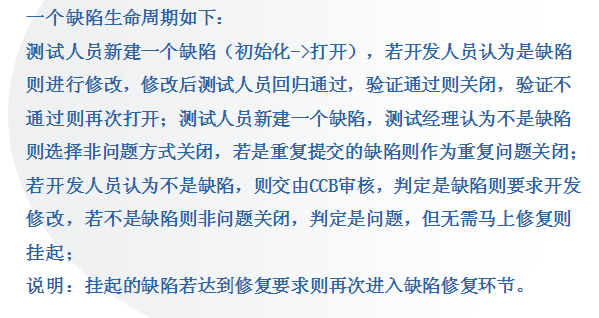 一个缺陷生命周期如下：
测试人员新建一个缺陷（初始化->打开），若开发人员认为是缺陷
则进行修改，修改后测试人员回归通过，验证通过则关闭，验证不
通过则再次打开；测试人员新建一个缺陷，测试经理认为不是缺陷
则选择非问题方式关闭，若是重复提交的缺陷则作为重复问题关闭；
若开发人员认为不是缺陷，则交由CCB审核，判定是缺陷则要求开发
修改，若不是缺陷则非问题关闭，判定是问题，但无需马上修复则
挂起；
说明：挂起的缺陷若达到修复要求则再次进入缺陷修复环节。